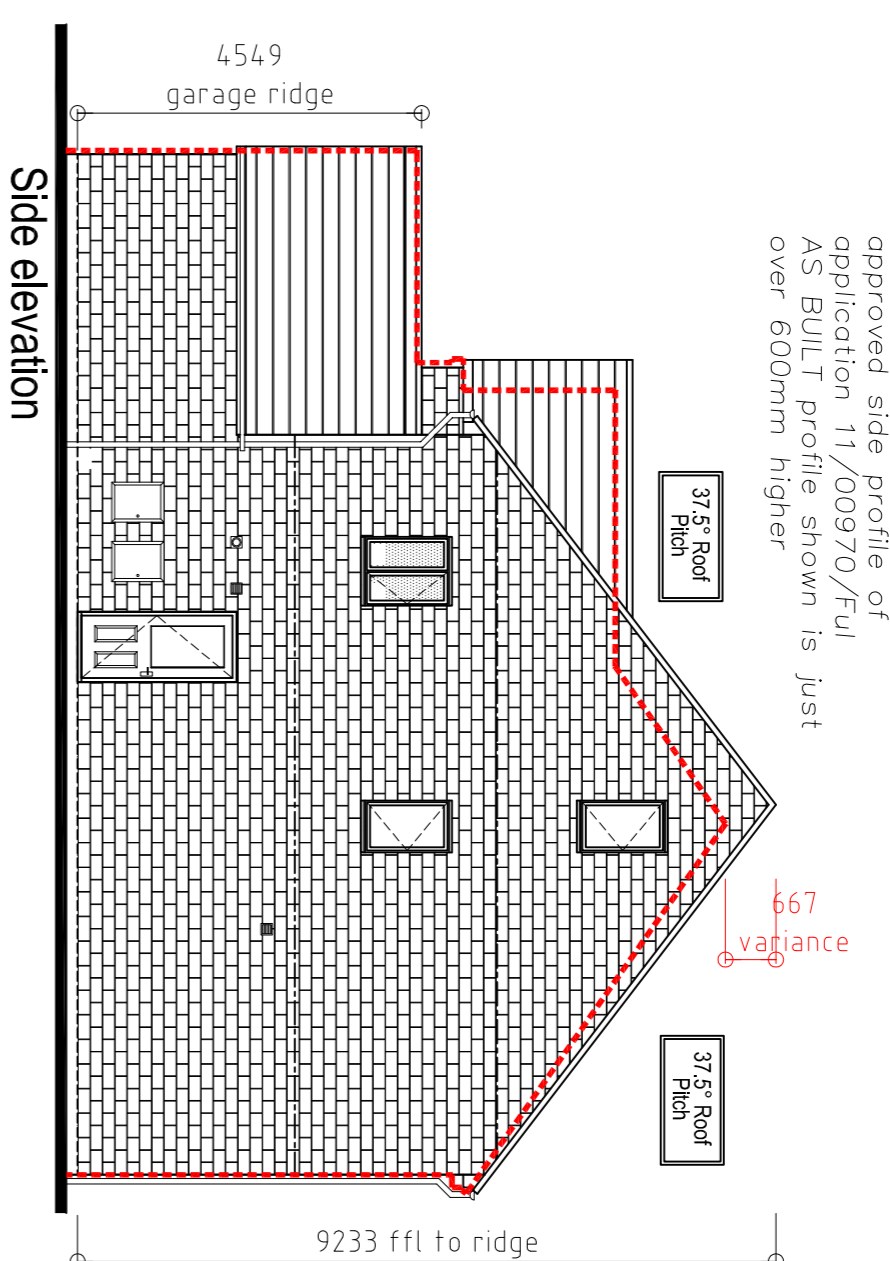 4549
garage ridge
approved side profile of
application 11/00970/Ful
AS BUILT profile shown is just
over 600mm higher
37.5° Roof
Pitch
667
variance
37.5° Roof
Pitch
9233 ffl to ridge
Side elevation